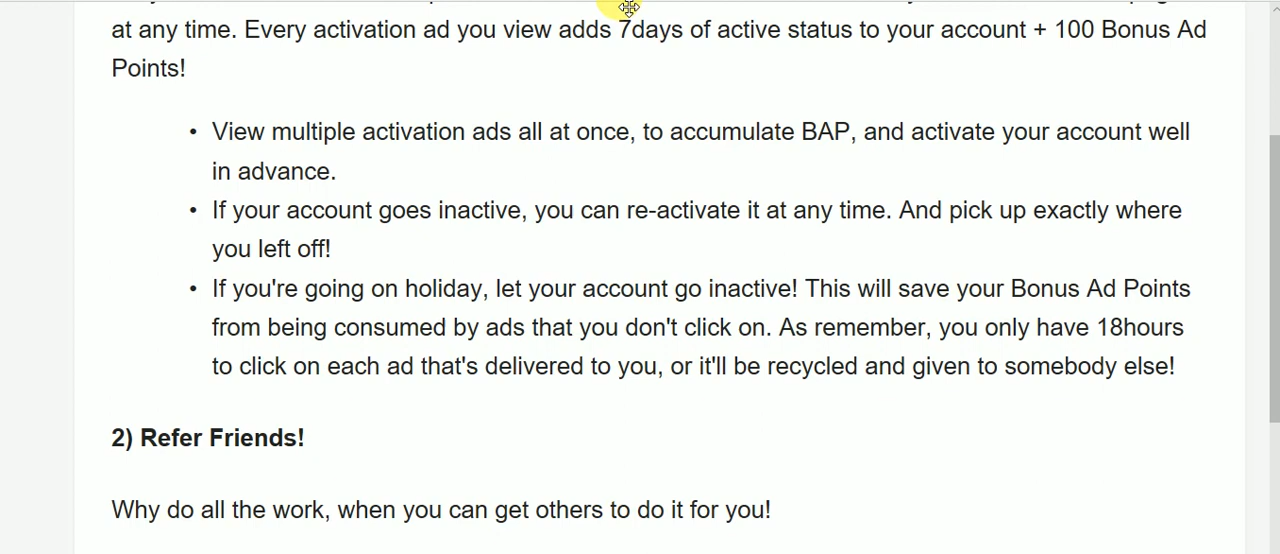 at any time. Every activation ad you view adds 7days of active status to your account + 100 Bonus Ad
Points!
• View multiple activation ads all at once, to accumulate BAP, and activate your account well
in advance.
• If your account goes inactive, you can re-activate it at any time. And pick up exactly where
you left off!
• If you're going on holiday, let your account go inactive! This will save your Bonus Ad Points
from being consumed by ads that you don't click on. As remember, you only have 18hours
to click on each ad that's delivered to you, or it'll be recycled and given to somebody else!
2) Refer Friends!
Why do all the work, when you can get others to do it for you!